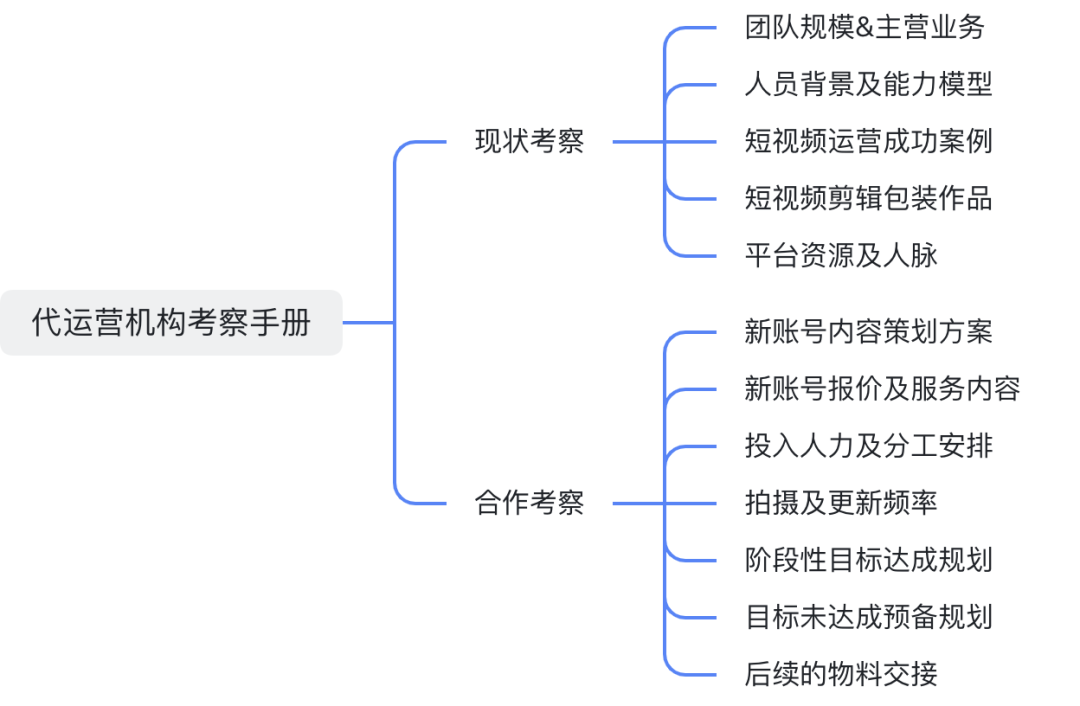 代运营机构考察手册
现状考察
团队规模&主营业务
人员背景及能力模型
短视频运营成功案例
短视频剪辑包装作品
平台资源及人脉
合作考察
新账号内容策划方案
新账号报价及服务内容
投入人力及分工安排
拍摄及更新频率
阶段性目标达成规划
目标未达成预备规划
后续的物料交接